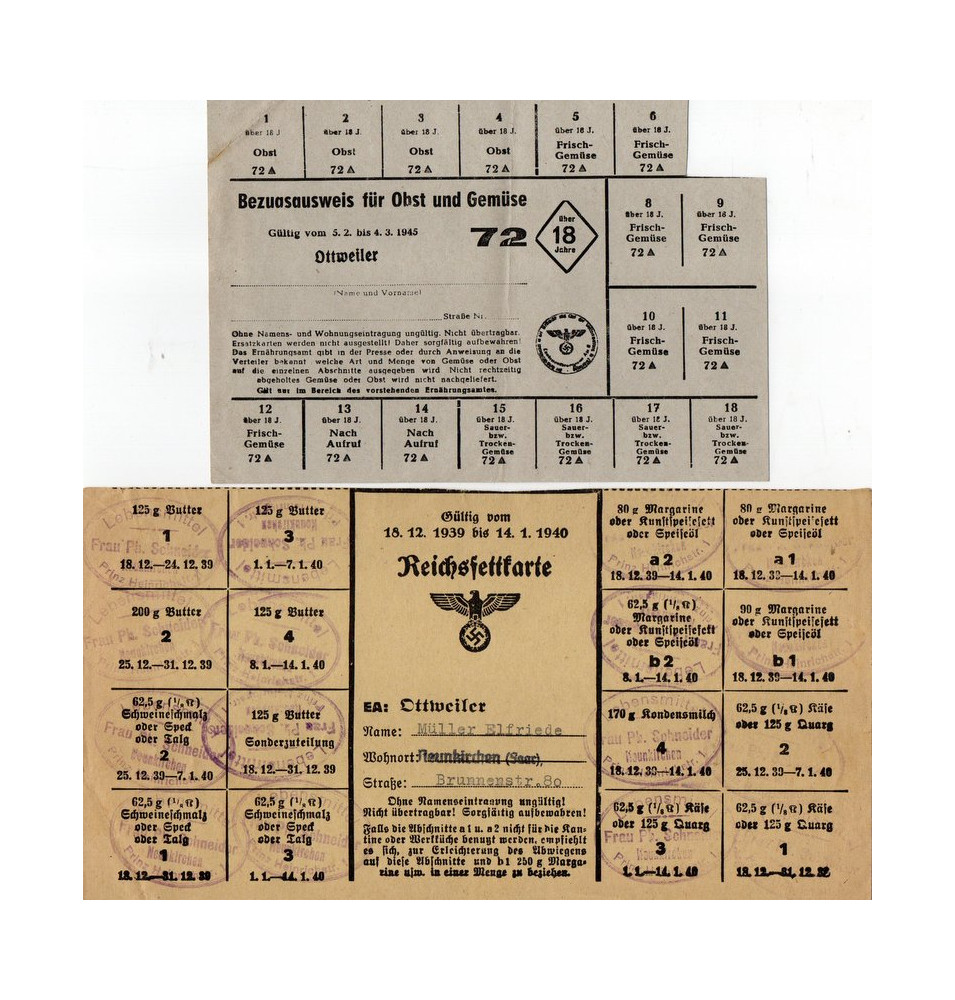 1 2 3 4 5 6
über 18 J über 18 J. über 18 J. über 18 J. über 18 J. über 18 J.
Obst Obst Obst Obst Frisch- Frisch-
Gemüse Gemüse
72 A 72 A 72 A 72 A 72 A 72 A
Bezugsausweis für Obst und Gemüse
Gültig vom 5. 2. bis 4. 3. 1945
Ottweiler
72
über
18
Jahre
(Name und Vorname)
Straße Nr.
Ohne Namens- und Wohnungseintragung ungültig. Nicht übertragbar.
Ersatzkarten werden nicht ausgestellt! Daher sorgfältig aufbewahren!
Das Ernährungsamt gibt in der Presse oder durch Anweisung an die
Verteiler bekannt welche Art und Menge von Gemüse oder Obst
auf die einzelnen Abschnitte ausgegeben wird Nicht rechtzeitig
abgeholtes Gemüse oder Obst wird nicht nachgeliefert.
Gilt nur im Bereich des vorstehenden Ernährungsamtes.
8 9
über 18 J. über 18 J.
Frisch- Frisch-
Gemüse Gemüse
72 A 72 A
10 11
über 18 J. über 18 J.
Frisch- Frisch-
Gemüse Gemüse
72 A 72 A
12 13 14 15 16 17 18
über 18 J. über 18 J. über 18 J. über 18 J. über 18 J. über 18 J. über 18 J.
Frisch- Nach Nach Sauer- Sauer- Sauer- Sauer-
Gemüse Aufruf Aufruf bzw. bzw. bzw. bzw.
Trocken- Trocken- Trocken- Trocken-
Gemüse Gemüse Gemüse Gemüse
72 A 72 A 72 A 72 A 72 A 72 A 72 A
125 g Butter
1
18. 12.—24. 12. 39
125 g Butter
3
1. 1.—7. 1. 40
200 g Butter
2
25. 12.—31. 12. 39
125 g Butter
4
8. 1.—14. 1. 40
62,5 g (1/8 ℔)
Schweineschmalz
oder Speck
oder Talg
2
25. 12. 39—7. 1. 40
125 g Butter
Sonderzuteilung
18. 12.—31. 12. 39
62,5 g (1/8 ℔)
Schweineschmalz
oder Speck
oder Talg
1
18. 12.—31. 12. 39
62,5 g (1/8 ℔)
Schweineschmalz
oder Speck
oder Talg
3
1. 1.—14. 1. 40
Lebensmittel
Frau Ph. Schneider
Neunkirchen
Prinz Heinrichstr. 1
Gültig vom
18. 12. 1939 bis 14. 1. 1940
Reichsfettkarte
EA: Ottweiler
Name: Müller Elfriede
Wohnort: Neunkirchen (Saar),
Straße: Brunnenstr.80
Ohne Namenseintragung ungültig!
Nicht übertragbar! Sorgfältig aufbewahren!
Falls die Abschnitte a 1 u. a 2 nicht für die Kan-
tine oder Werkküche benutzt werden, empfiehlt
es sich, zur Erleichterung des Abwiegens
auf diese Abschnitte und b 1 250 g Marga-
rine usw. in einer Menge zu beziehen.
80 g Margarine
oder Kunstspeisefett
oder Speiseöl
a 2
18. 12. 39—14. 1. 40
80 g Margarine
oder Kunstspeisefett
oder Speiseöl
a 1
18. 12. 39—14. 1. 40
62,5 g (1/8 ℔)
Margarine
oder Kunstspeisefett
oder Speiseöl
b 2
8. 1.—14. 1. 40
90 g Margarine
oder Kunstspeisefett
oder Speiseöl
b 1
18. 12. 39—14. 1. 40
170 g Kondensmilch
4
18. 12. 39—14. 1. 40
62,5 g (1/8 ℔) Käse
oder 125 g Quarg
2
25. 12. 39—7. 1. 40
62,5 g (1/8 ℔) Käse
oder 125 g Quarg
3
1. 1.—14. 1. 40
62,5 g (1/8 ℔) Käse
oder 125 g Quarg
1
18. 12.—31. 12. 39